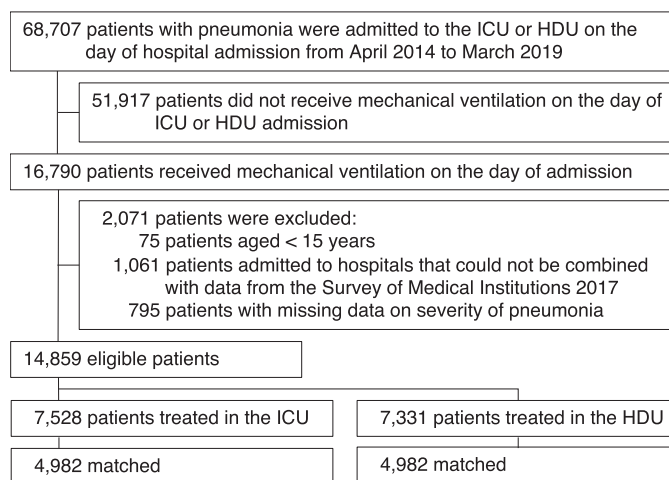 68,707 patients with pneumonia were admitted to the ICU or HDU on the
day of hospital admission from April 2014 to March 2019
51,917 patients did not receive mechanical ventilation on the day of
ICU or HDU admission
16,790 patients received mechanical ventilation on the day of admission
2,071 patients were excluded:
75 patients aged < 15 years
1,061 patients admitted to hospitals that could not be combined
with data from the Survey of Medical Institutions 2017
795 patients with missing data on severity of pneumonia
14,859 eligible patients
7,528 patients treated in the ICU
7,331 patients treated in the HDU
4,982 matched
4,982 matched